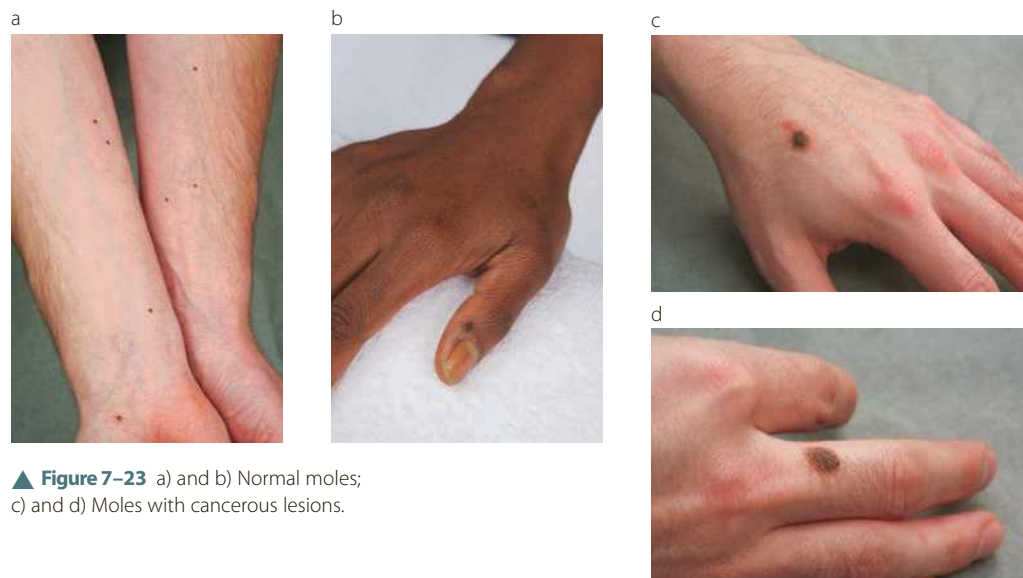 a
b
c
d
▲ Figure 7–23 a) and b) Normal moles;
c) and d) Moles with cancerous lesions.